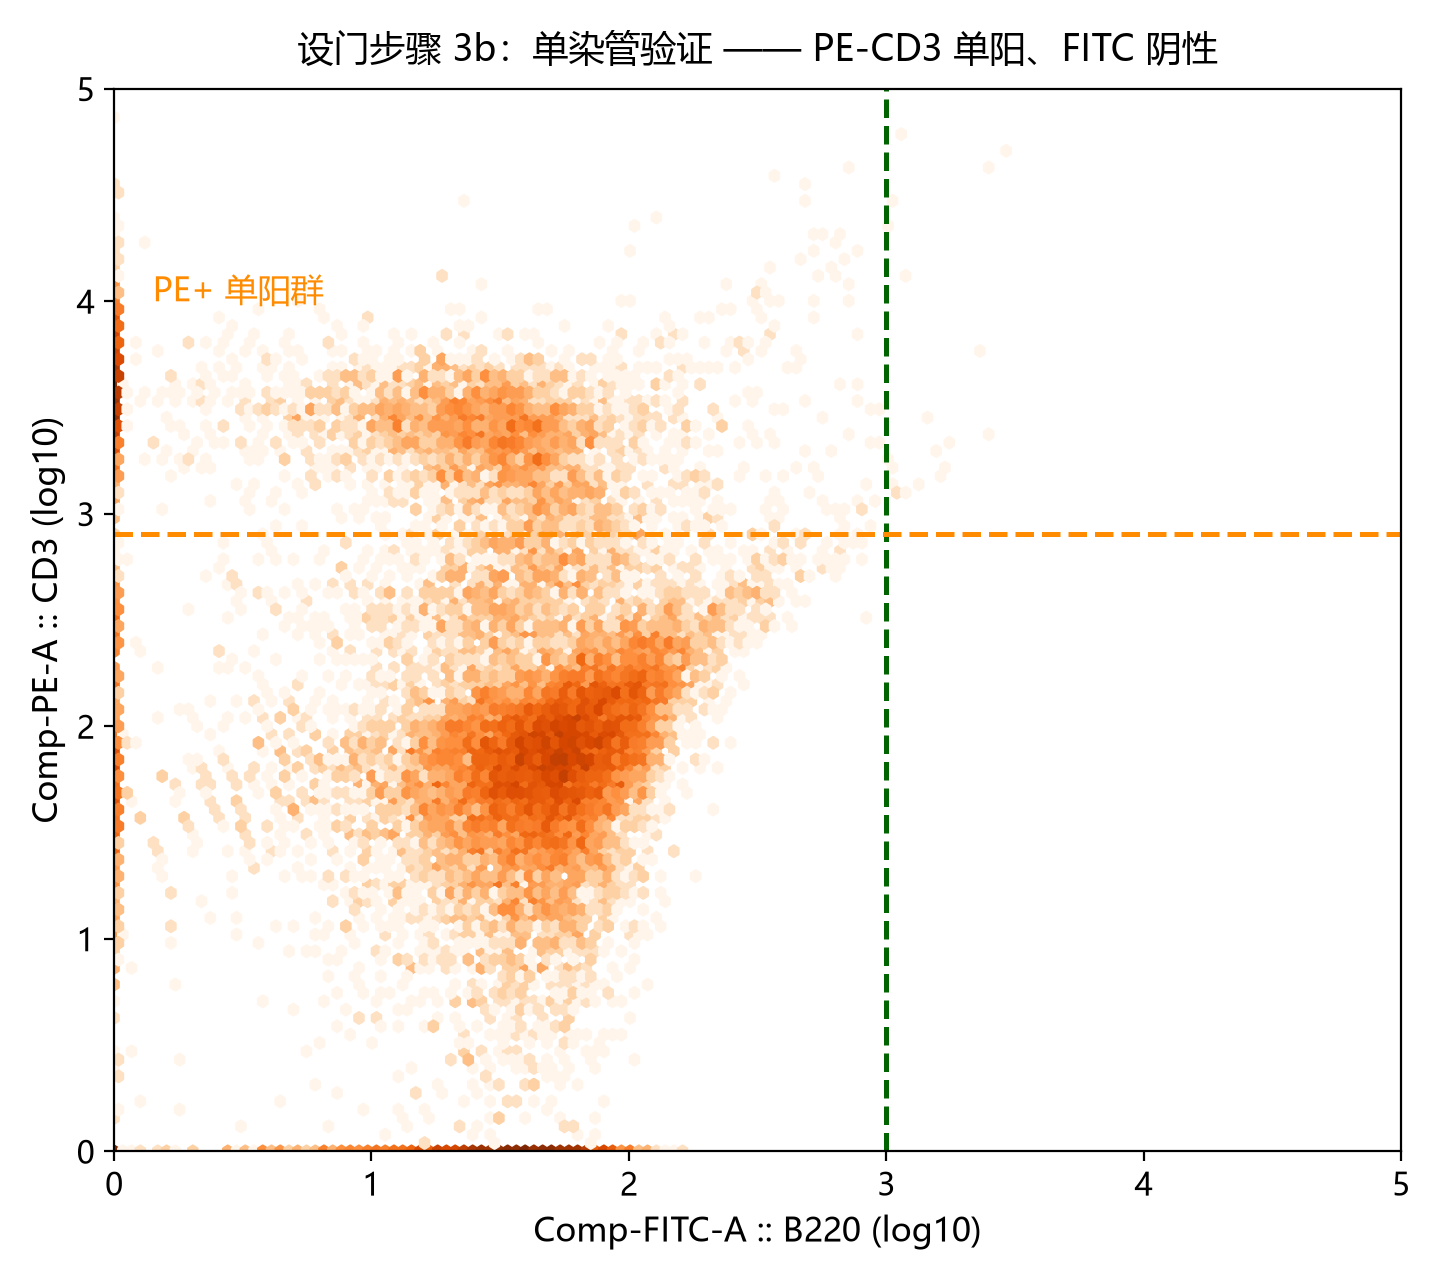 设门步骤 3b：单染管验证 —— PE-CD3 单阳、FITC 阴性
5
4
3
2
1
0
Comp-PE-A :: CD3 (log10)
PE+ 单阳群
0 1 2 3 4 5
Comp-FITC-A :: B220 (log10)